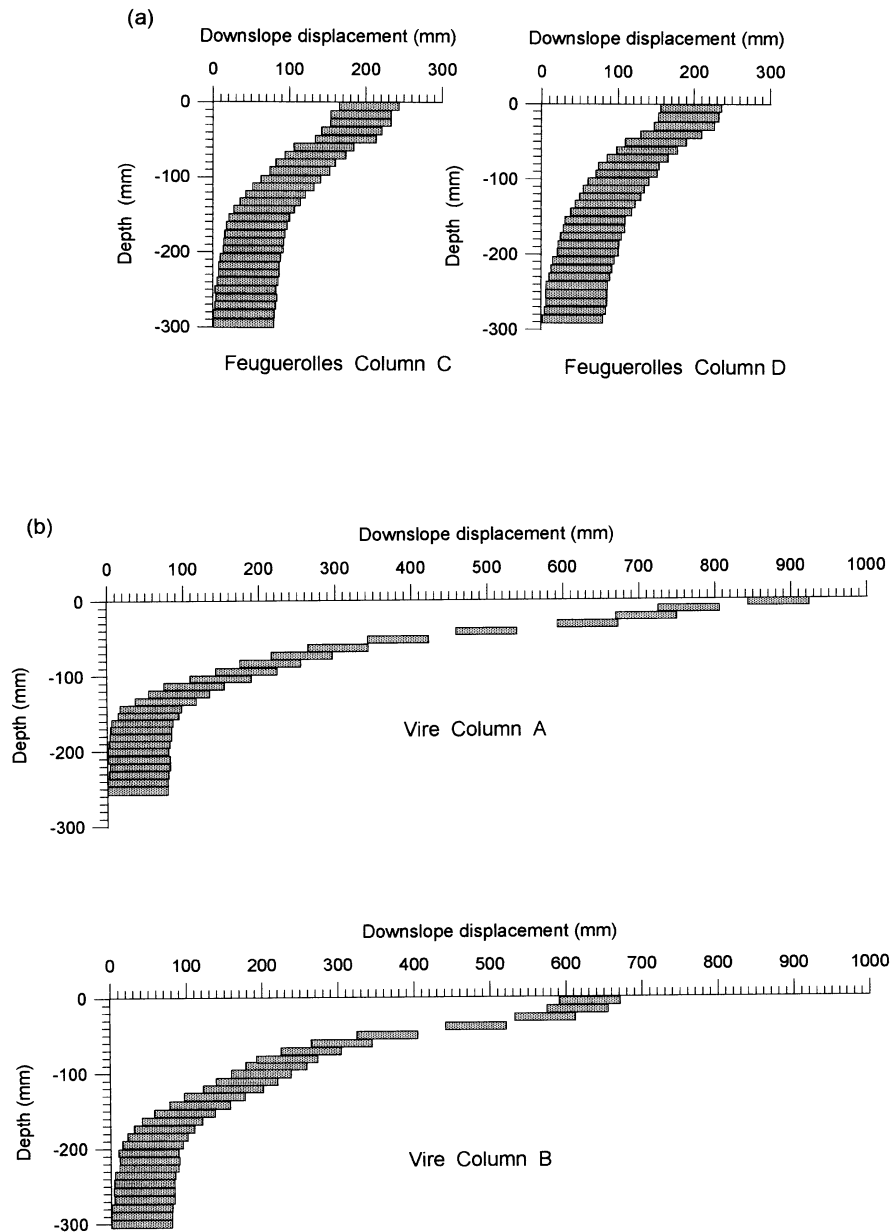 (a)
Downslope displacement (mm)
0 100 200 300
0
-100
-200
-300
Depth (mm)
Feuguerolles Column C
Downslope displacement (mm)
0 100 200 300
0
-100
-200
-300
Depth (mm)
Feuguerolles Column D
(b)
Downslope displacement (mm)
0 100 200 300 400 500 600 700 800 900 1000
0
-100
-200
-300
Depth (mm)
Vire Column A
Downslope displacement (mm)
0 100 200 300 400 500 600 700 800 900 1000
0
-100
-200
-300
Depth (mm)
Vire Column B